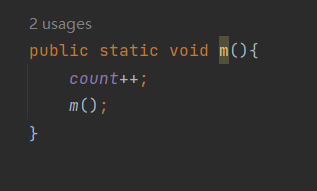 2 usages
public static void m(){
    count++;
    m();
}